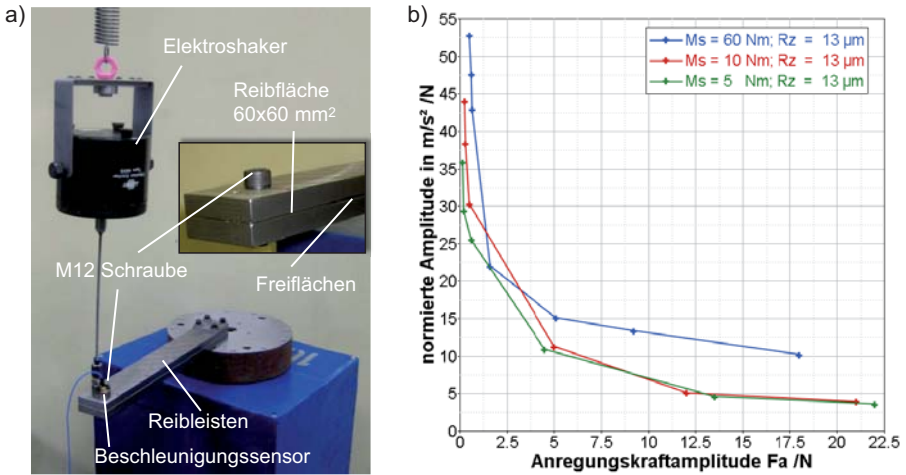 a)
Elektroshaker
Reibfläche
60x60 mm²
M12 Schraube
Freiflächen
Reibleisten
Beschleunigungssensor
b)
normierte Amplitude in m/s² /N
55
50
45
40
35
30
25
20
15
10
5
0
Ms = 60 Nm; Rz = 13 µm
Ms = 10 Nm; Rz = 13 µm
Ms = 5 Nm; Rz = 13 µm
0 2.5 5 7.5 10 12.5 15 17.5 20 22.5
Anregungskraftamplitude Fa /N